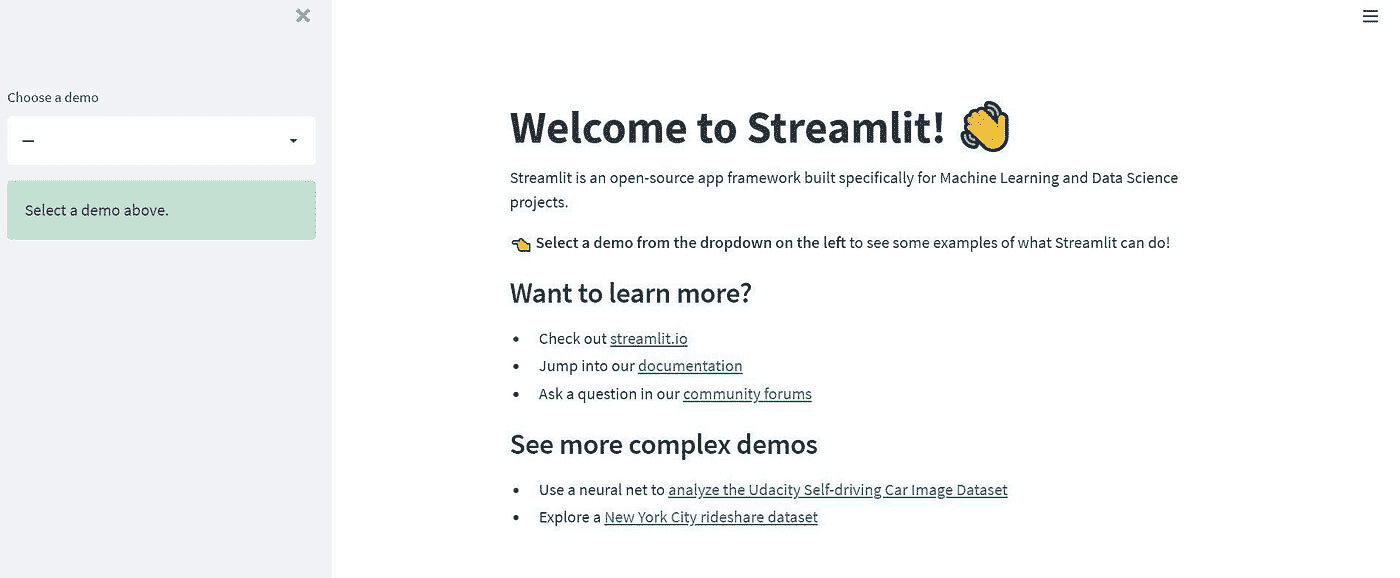 Choose a demo
—
Select a demo above.
Welcome to Streamlit! 👋
Streamlit is an open-source app framework built specifically for Machine Learning and Data Science
projects.
👈 Select a demo from the dropdown on the left to see some examples of what Streamlit can do!
Want to learn more?
• Check out streamlit.io
• Jump into our documentation
• Ask a question in our community forums
See more complex demos
• Use a neural net to analyze the Udacity Self-driving Car Image Dataset
• Explore a New York City rideshare dataset